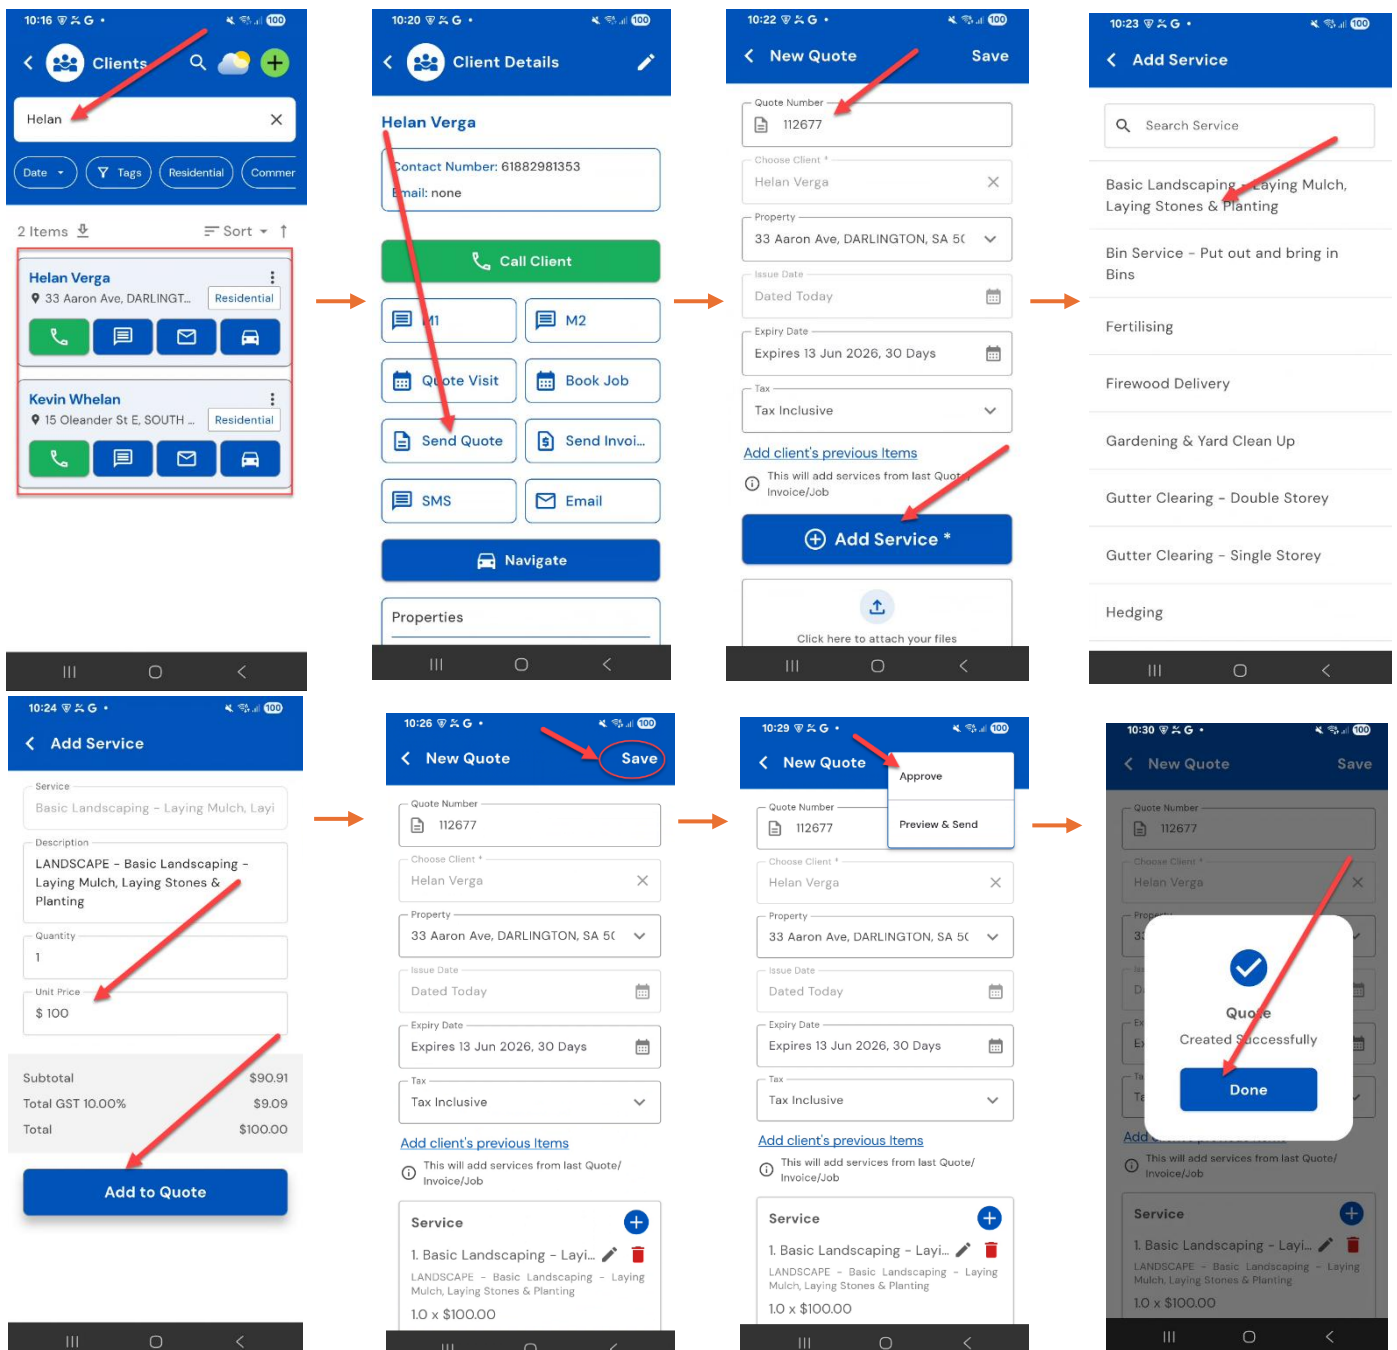 10:16 G •
100
Clients
Helan
Date
Tags
Residential
Commer
2 Items
Sort
Helan Verga
33 Aaron Ave, DARLINGT...
Residential
Kevin Whelan
15 Oleander St E, SOUTH ...
Residential
10:20 G •
100
Client Details
Helan Verga
Contact Number: 61882981353
Email: none
Call Client
M1
M2
Quote Visit
Book Job
Send Quote
Send Invoi...
SMS
Email
Navigate
Properties
10:22 G •
100
New Quote
Save
Quote Number
112677
Choose Client *
Helan Verga
Property
33 Aaron Ave, DARLINGTON, SA 50
Issue Date
Dated Today
Expiry Date
Expires 13 Jun 2026, 30 Days
Tax
Tax Inclusive
Add client's previous Items
This will add services from last Quote/
Invoice/Job
Add Service *
Click here to attach your files
10:23 G •
100
Add Service
Search Service
Basic Landscaping - Laying Mulch,
Laying Stones & Planting
Bin Service - Put out and bring in
Bins
Fertilising
Firewood Delivery
Gardening & Yard Clean Up
Gutter Clearing - Double Storey
Gutter Clearing - Single Storey
Hedging
10:24 G •
100
Add Service
Service
Basic Landscaping - Laying Mulch, Layi
Description
LANDSCAPE - Basic Landscaping -
Laying Mulch, Laying Stones &
Planting
Quantity
1
Unit Price
$ 100
Subtotal
$90.91
Total GST 10.00%
$9.09
Total
$100.00
Add to Quote
10:26 G •
100
New Quote
Save
Quote Number
112677
Choose Client *
Helan Verga
Property
33 Aaron Ave, DARLINGTON, SA 50
Issue Date
Dated Today
Expiry Date
Expires 13 Jun 2026, 30 Days
Tax
Tax Inclusive
Add client's previous Items
This will add services from last Quote/
Invoice/Job
Service
1. Basic Landscaping - Layi...
LANDSCAPE - Basic Landscaping - Laying
Mulch, Laying Stones & Planting
1.0 x $100.00
10:29 G •
100
New Quote
Approve
Preview & Send
Quote Number
112677
Choose Client *
Helan Verga
Property
33 Aaron Ave, DARLINGTON, SA 50
Issue Date
Dated Today
Expiry Date
Expires 13 Jun 2026, 30 Days
Tax
Tax Inclusive
Add client's previous Items
This will add services from last Quote/
Invoice/Job
Service
1. Basic Landscaping - Layi...
LANDSCAPE - Basic Landscaping - Laying
Mulch, Laying Stones & Planting
1.0 x $100.00
10:30 G •
100
New Quote
Save
Quote Number
112677
Choose Client *
Helan Verga
Quote
Created Successfully
Done
This will add services from last Quote/
Invoice/Job
Service
1. Basic Landscaping - Layi...
LANDSCAPE - Basic Landscaping - Laying
Mulch, Laying Stones & Planting
1.0 x $100.00